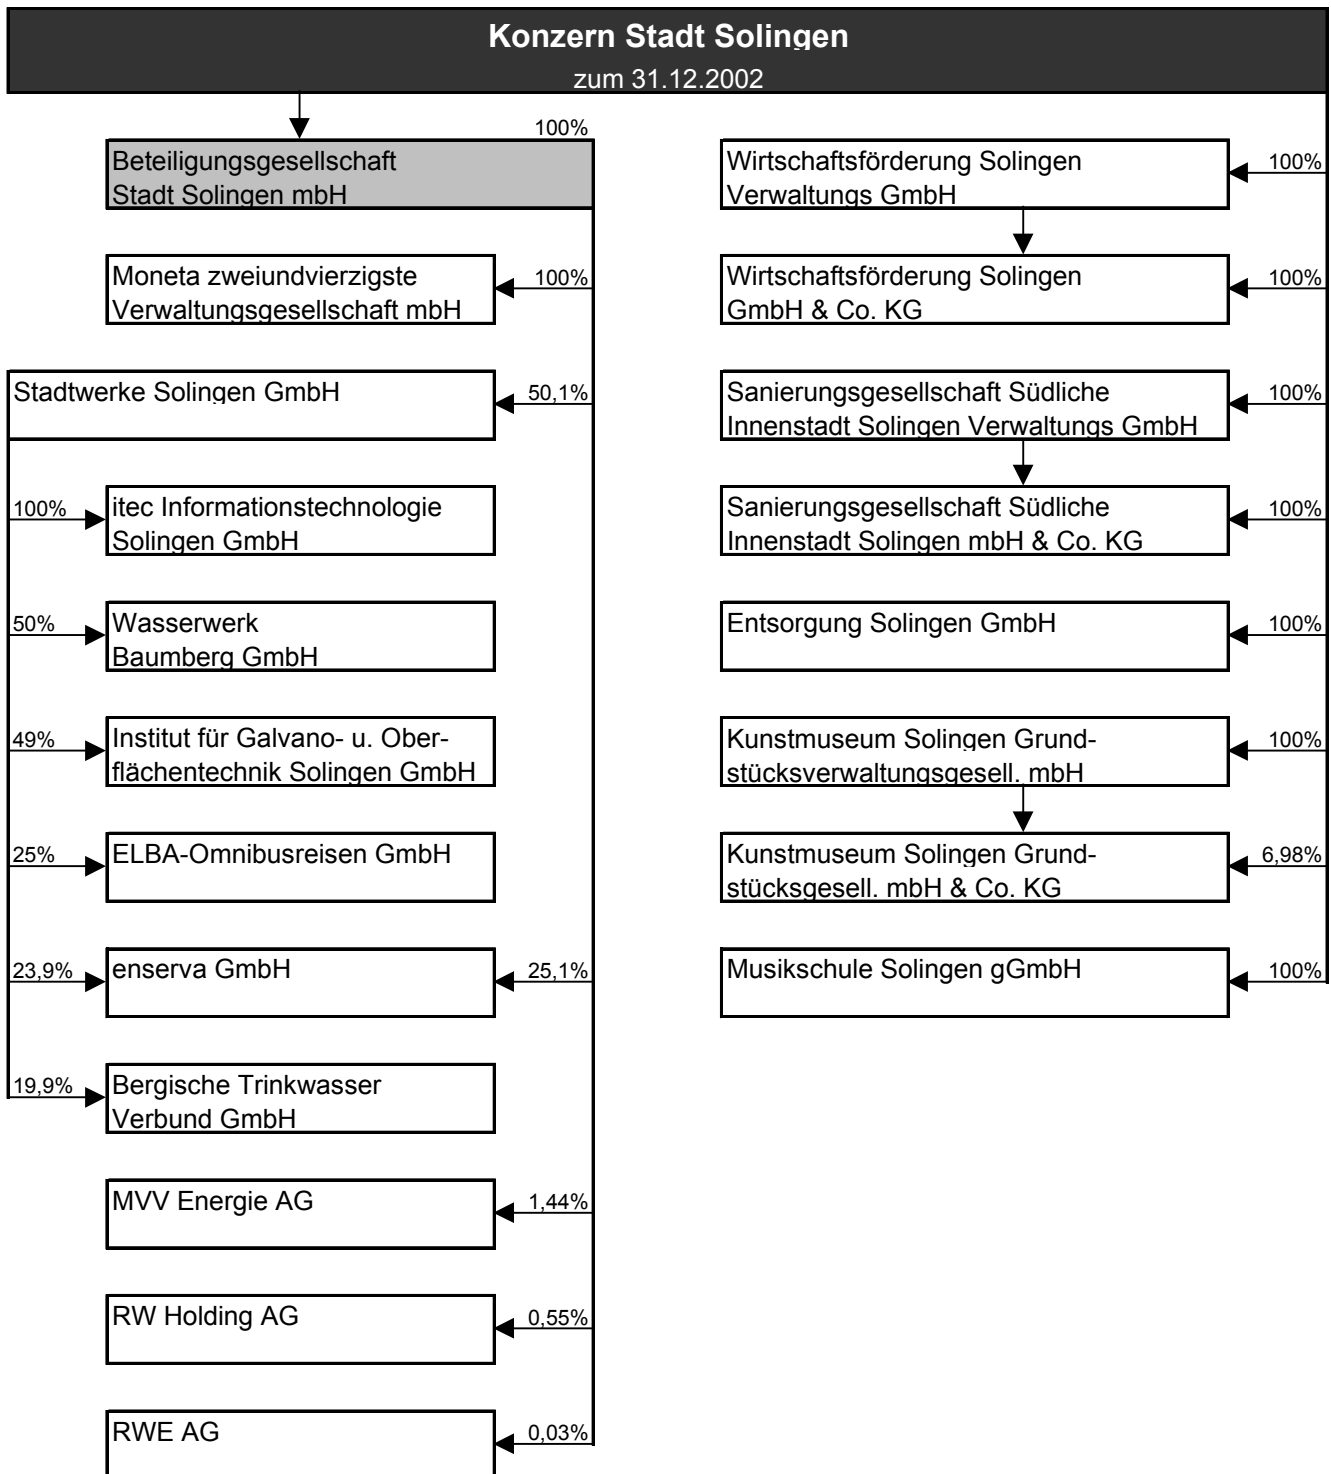 Konzern Stadt Solingen
zum 31.12.2002
100%
Beteiligungsgesellschaft
Stadt Solingen mbH
Moneta zweiundvierzigste
Verwaltungsgesellschaft mbH
100%
Stadtwerke Solingen GmbH
50,1%
100%
itec Informationstechnologie
Solingen GmbH
50%
Wasserwerk
Baumberg GmbH
49%
Institut für Galvano- u. Ober-
flächentechnik Solingen GmbH
25%
ELBA-Omnibusreisen GmbH
23,9%
enserva GmbH
25,1%
19,9%
Bergische Trinkwasser
Verbund GmbH
MVV Energie AG
1,44%
RW Holding AG
0,55%
RWE AG
0,03%
Wirtschaftsförderung Solingen
Verwaltungs GmbH
100%
Wirtschaftsförderung Solingen
GmbH & Co. KG
100%
Sanierungsgesellschaft Südliche
Innenstadt Solingen Verwaltungs GmbH
100%
Sanierungsgesellschaft Südliche
Innenstadt Solingen mbH & Co. KG
100%
Entsorgung Solingen GmbH
100%
Kunstmuseum Solingen Grund-
stücksverwaltungsgesell. mbH
100%
Kunstmuseum Solingen Grund-
stücksgesell. mbH & Co. KG
6,98%
Musikschule Solingen gGmbH
100%